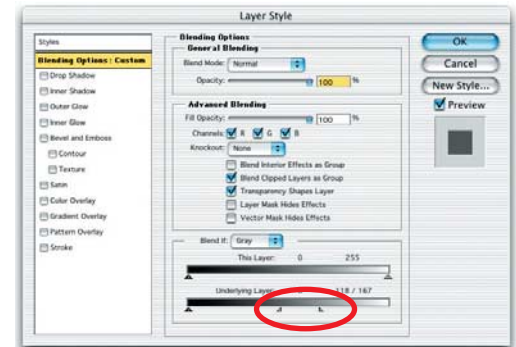 Layer Style
Styles
Blending Options : Custom
Drop Shadow
Inner Shadow
Outer Glow
Inner Glow
Bevel and Emboss
Contour
Texture
Satin
Color Overlay
Gradient Overlay
Pattern Overlay
Stroke
Blending Options
General Blending
Blend Mode: Normal
Opacity: 100 %
Advanced Blending
Fill Opacity: 100 %
Channels: R G B
Knockout: None
Blend Interior Effects as Group
Blend Clipped Layers as Group
Transparency Shapes Layer
Layer Mask Hides Effects
Vector Mask Hides Effects
Blend If: Gray
This Layer: 0 255
Underlying Layer: 118 / 167
OK
Cancel
New Style...
Preview